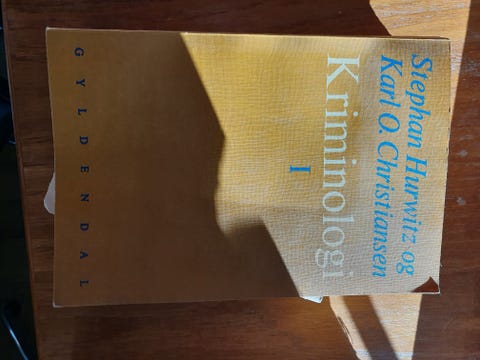 Stephan Hurwitz og
Karl O. Christiansen
Kriminologi
I
GYLDENDAL